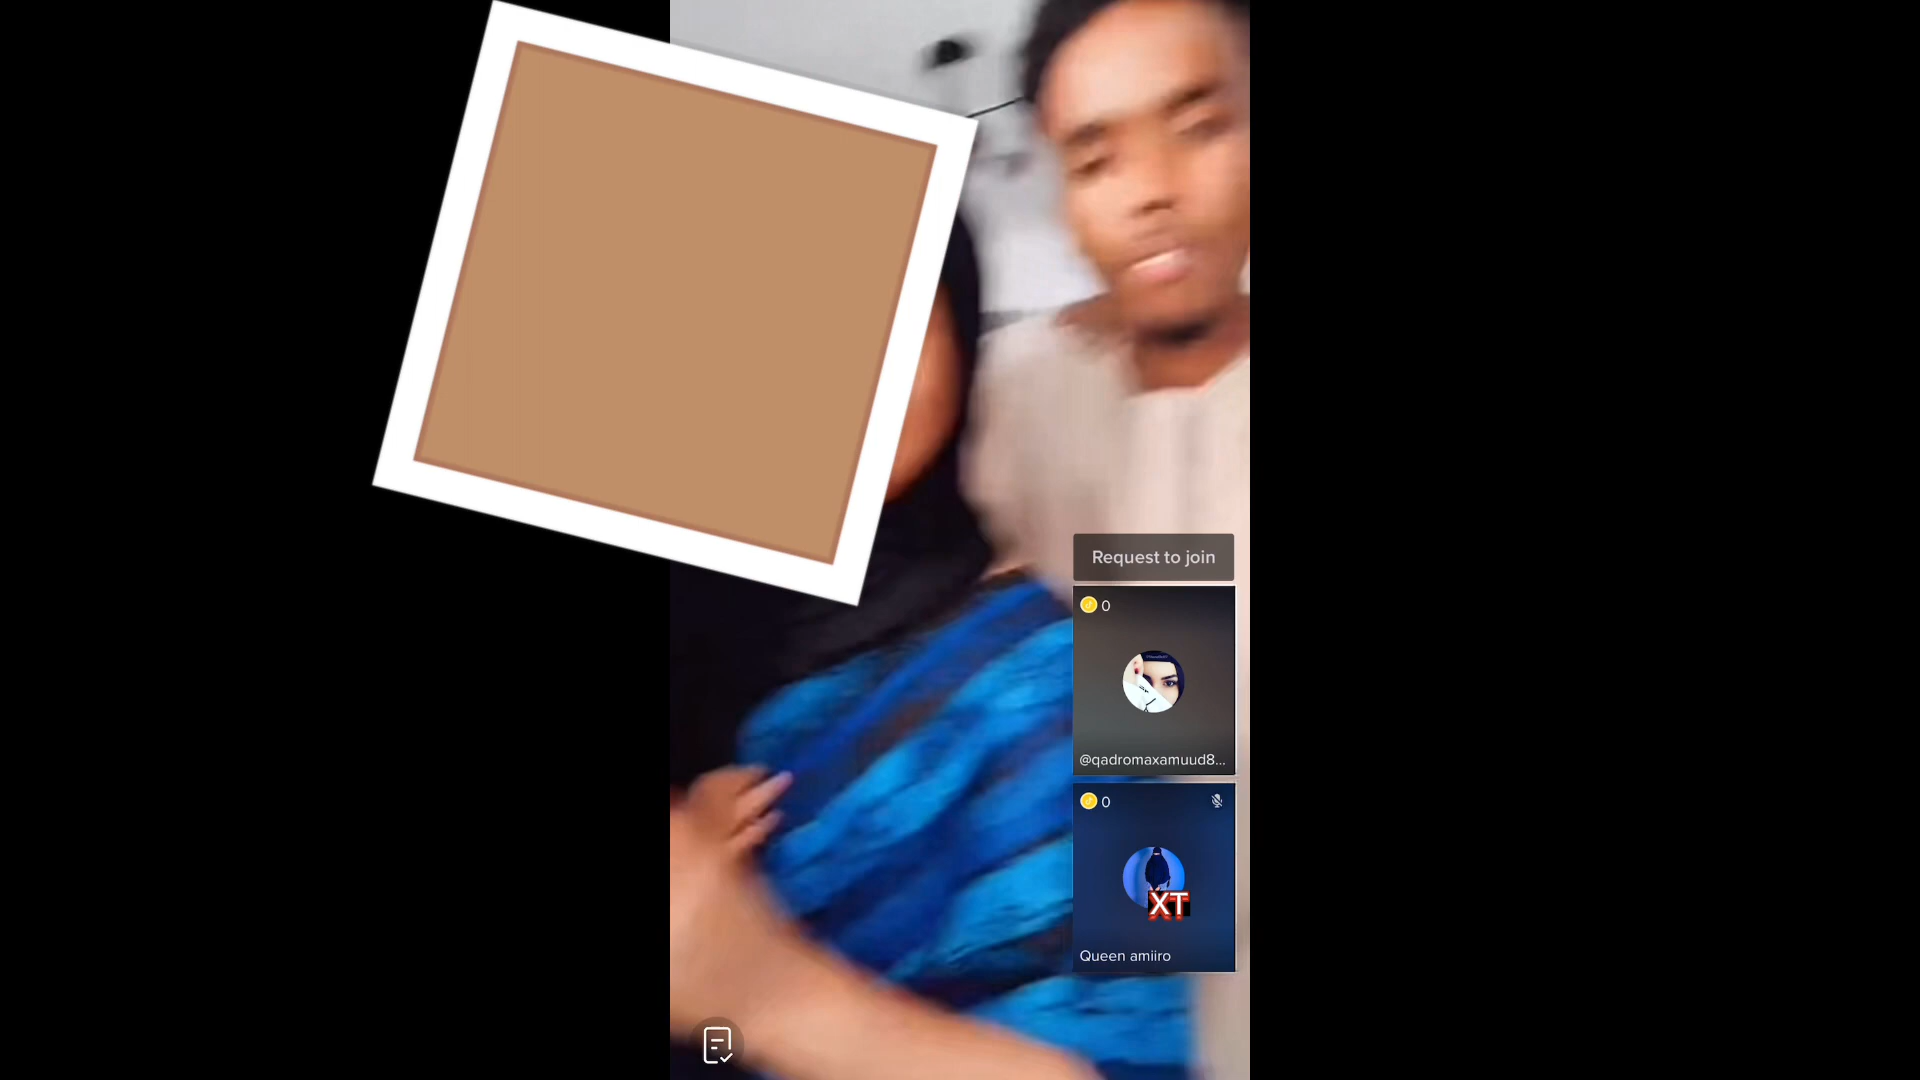 Request to join
0
@qadromaxamuud8...
0
XT
Queen amiiro